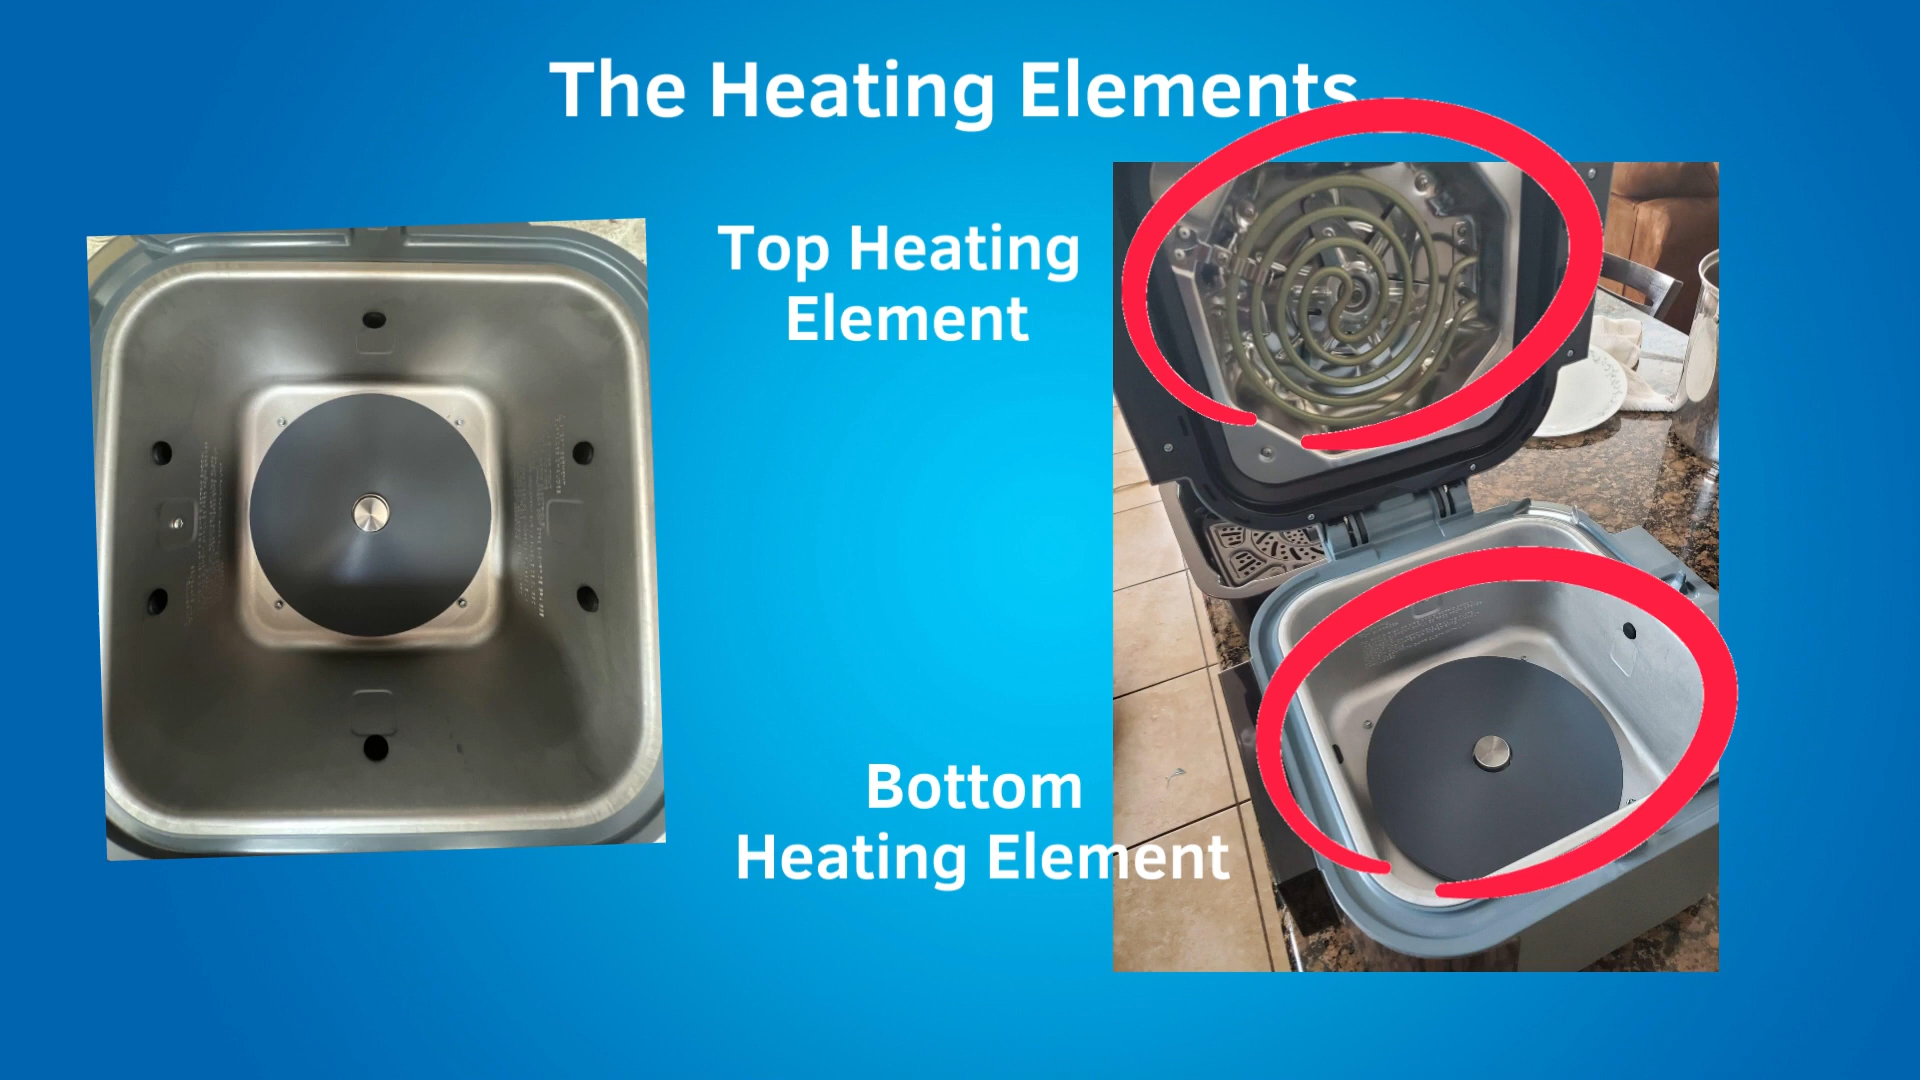 The Heating Elements
Top Heating
Element
Bottom
Heating Element